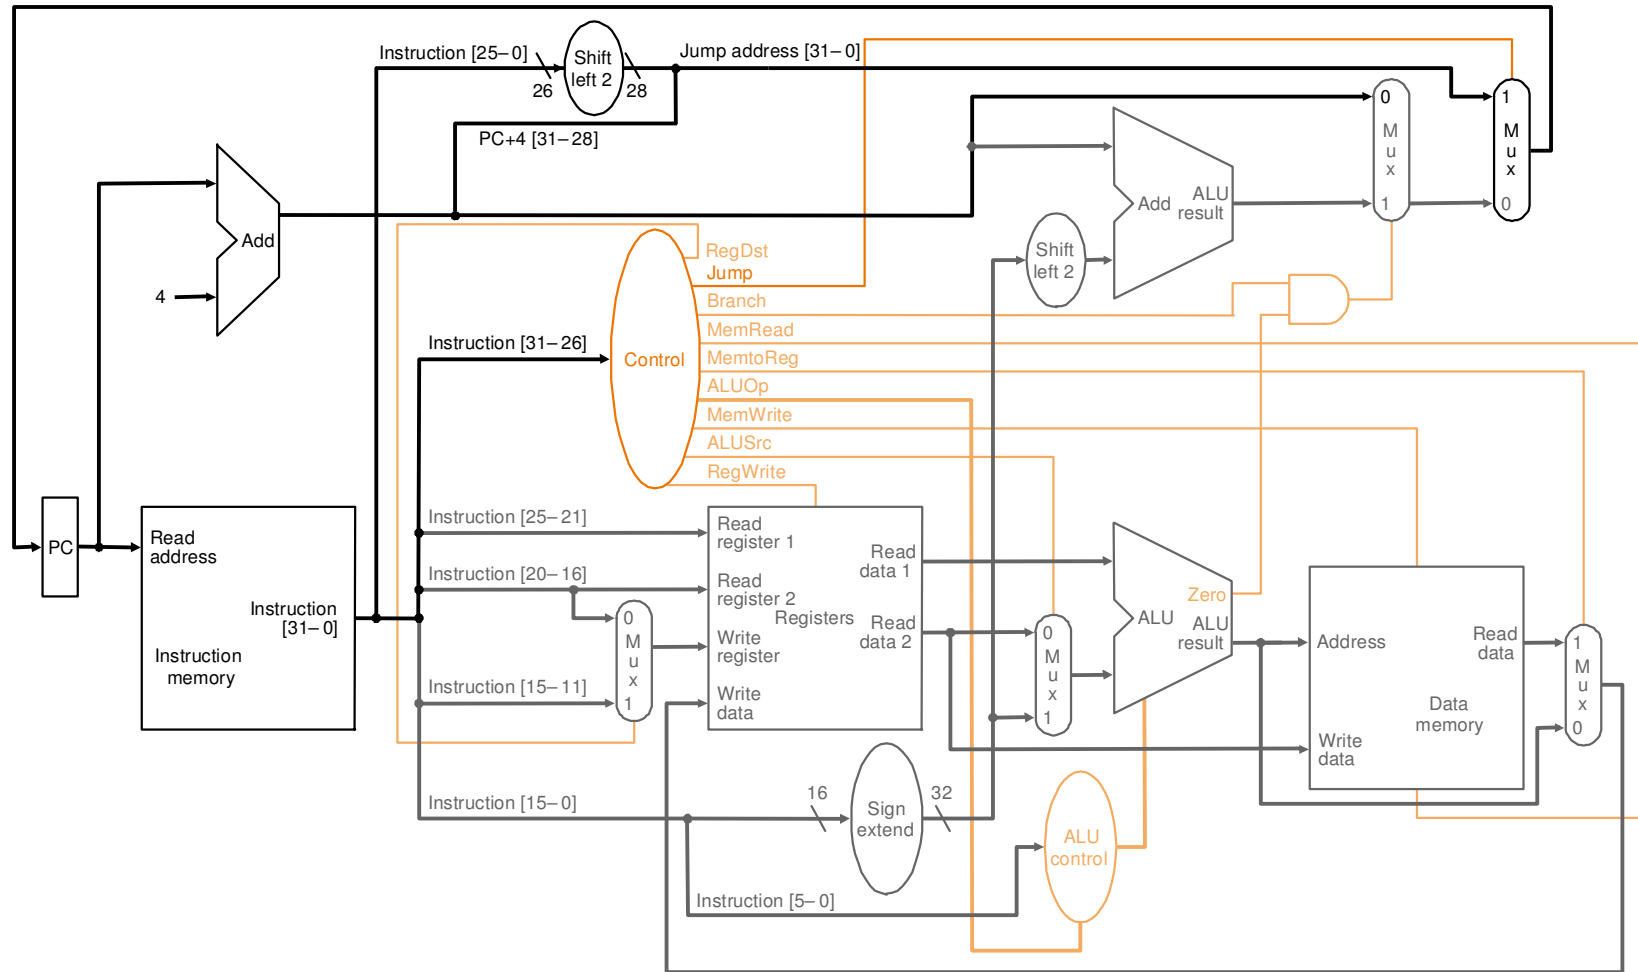 Instruction [25–0]
26
Shift
left 2
28
Jump address [31–0]
PC+4 [31–28]
0
M
u
x
1
1
M
u
x
0
Add
4
Add
ALU
result
Shift
left 2
RegDst
Jump
Branch
MemRead
MemtoReg
ALUOp
MemWrite
ALUSrc
RegWrite
Control
Instruction [31–26]
PC
Read
address
Instruction
[31–0]
Instruction
memory
Instruction [25–21]
Instruction [20–16]
Instruction [15–11]
Instruction [15–0]
Instruction [5–0]
0
M
u
x
1
Read
register 1
Read
register 2
Write
register
Write
data
Registers
Read
data 1
Read
data 2
0
M
u
x
1
Zero
ALU
ALU
result
Address
Write
data
Read
data
Data
memory
1
M
u
x
0
16
Sign
extend
32
ALU
control